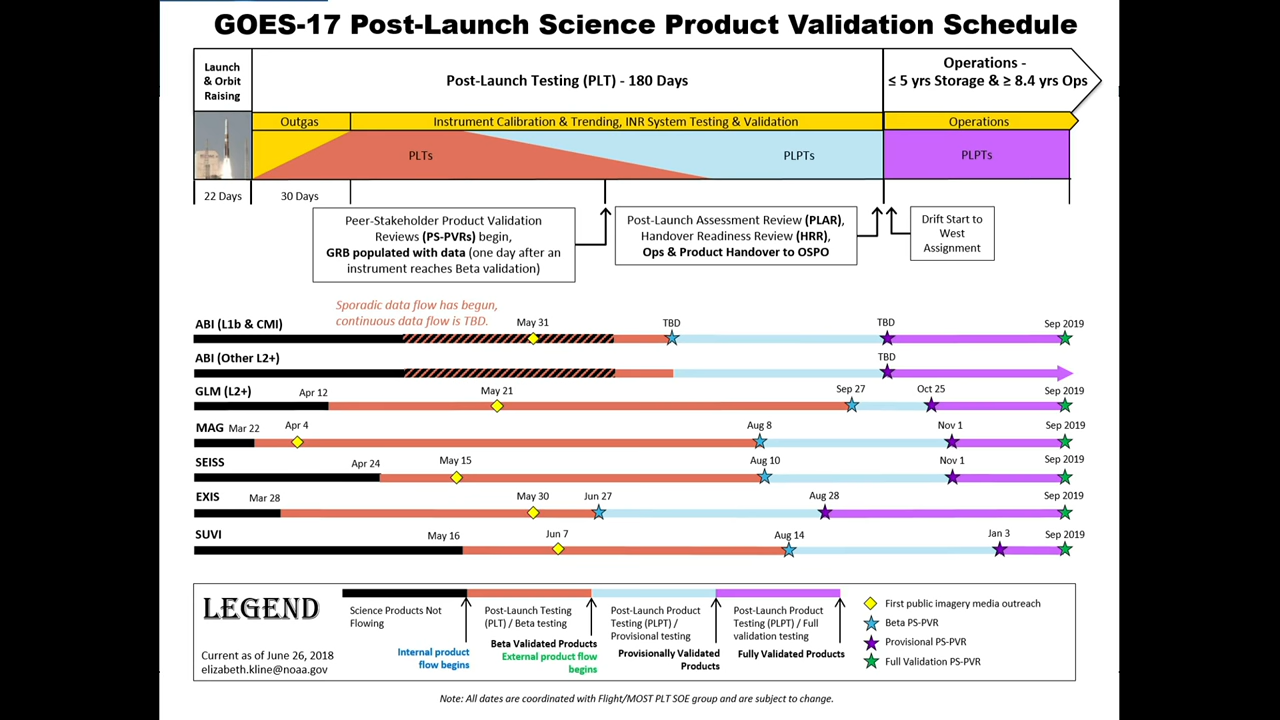 GOES-17 Post-Launch Science Product Validation Schedule
Launch
& Orbit
Raising
Post-Launch Testing (PLT) - 180 Days
Operations -
≤ 5 yrs Storage & ≥ 8.4 yrs Ops
Outgas
Instrument Calibration & Trending, INR System Testing & Validation
Operations
PLTs
PLPTs
PLPTs
22 Days
30 Days
Peer-Stakeholder Product Validation
Reviews (PS-PVRs) begin,
GRB populated with data (one day after an
instrument reaches Beta validation)
Post-Launch Assessment Review (PLAR),
Handover Readiness Review (HRR),
Ops & Product Handover to OSPO
Drift Start to
West
Assignment
Sporadic data flow has begun,
continuous data flow is TBD.
ABI (L1b & CMI)
May 31
TBD
TBD
Sep 2019
ABI (Other L2+)
TBD
GLM (L2+)
Apr 12
May 21
Sep 27
Oct 25
Sep 2019
MAG
Mar 22
Apr 4
Aug 8
Nov 1
Sep 2019
SEISS
Apr 24
May 15
Aug 10
Nov 1
Sep 2019
EXIS
Mar 28
May 30
Jun 27
Aug 28
Sep 2019
SUVI
May 16
Jun 7
Aug 14
Jan 3
Sep 2019
LEGEND
Current as of June 26, 2018
elizabeth.kline@noaa.gov
Science Products Not
Flowing
Internal product
flow begins
Post-Launch Testing
(PLT) / Beta testing
Beta Validated Products
External product flow
begins
Post-Launch Product
Testing (PLPT) /
Provisional testing
Provisionally Validated
Products
Post-Launch Product
Testing (PLPT) / Full
validation testing
Fully Validated Products
First public imagery media outreach
Beta PS-PVR
Provisional PS-PVR
Full Validation PS-PVR
Note: All dates are coordinated with Flight/MOST PLT SOE group and are subject to change.